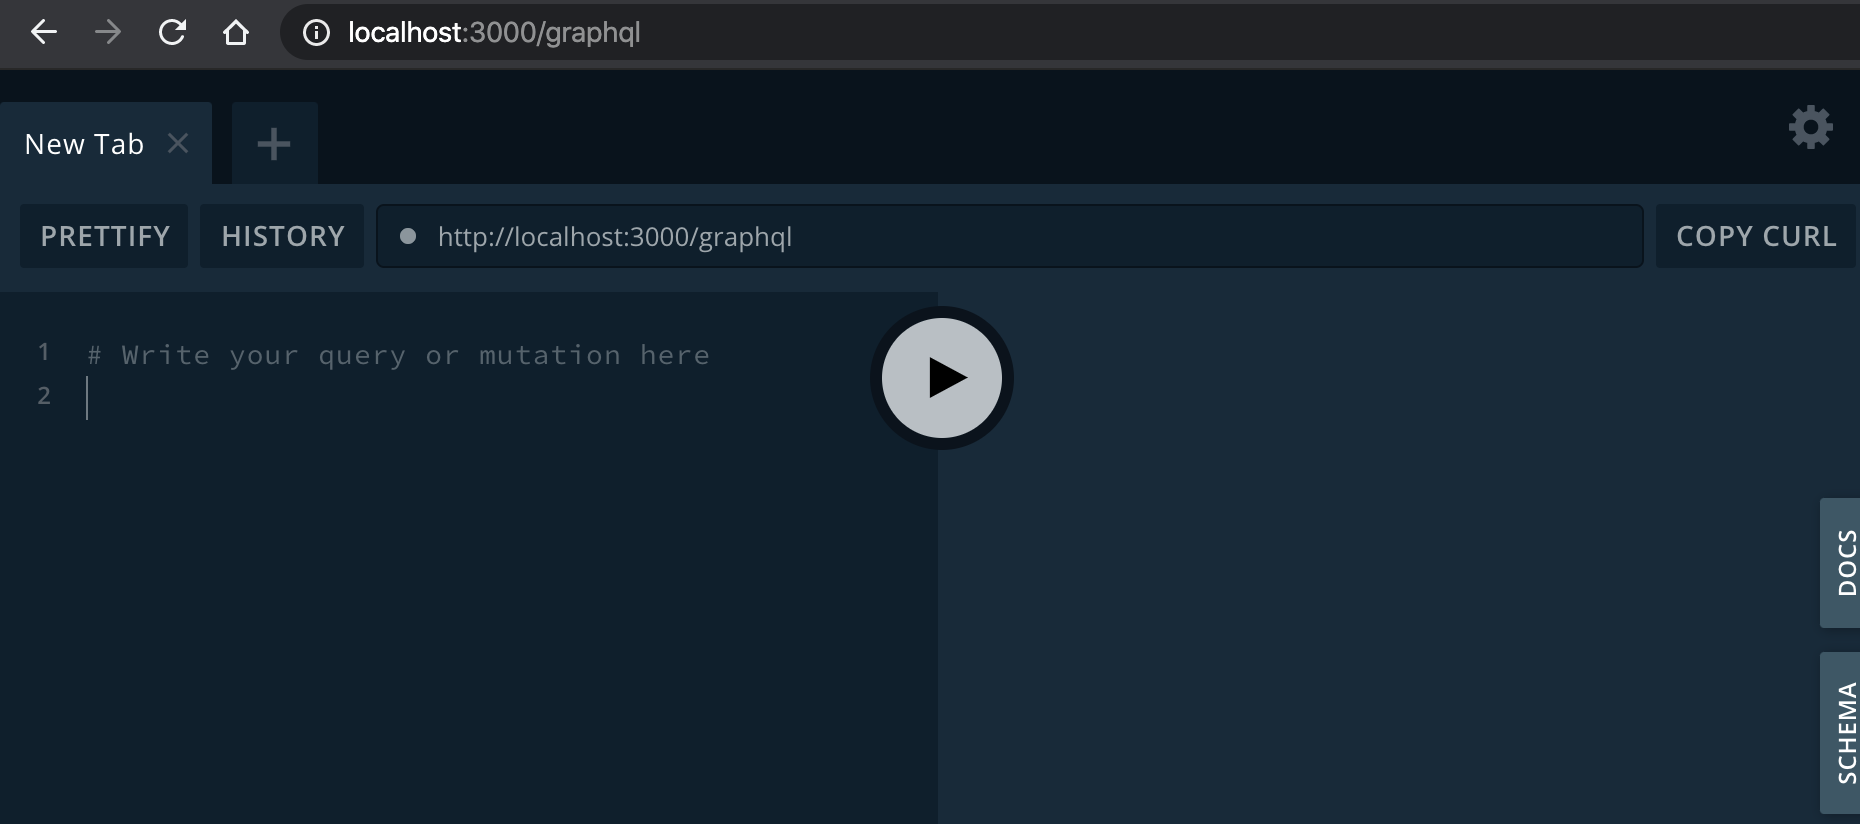 localhost:3000/graphql
New Tab
PRETTIFY HISTORY http://localhost:3000/graphql COPY CURL
1 # Write your query or mutation here
2
DOCS
SCHEMA